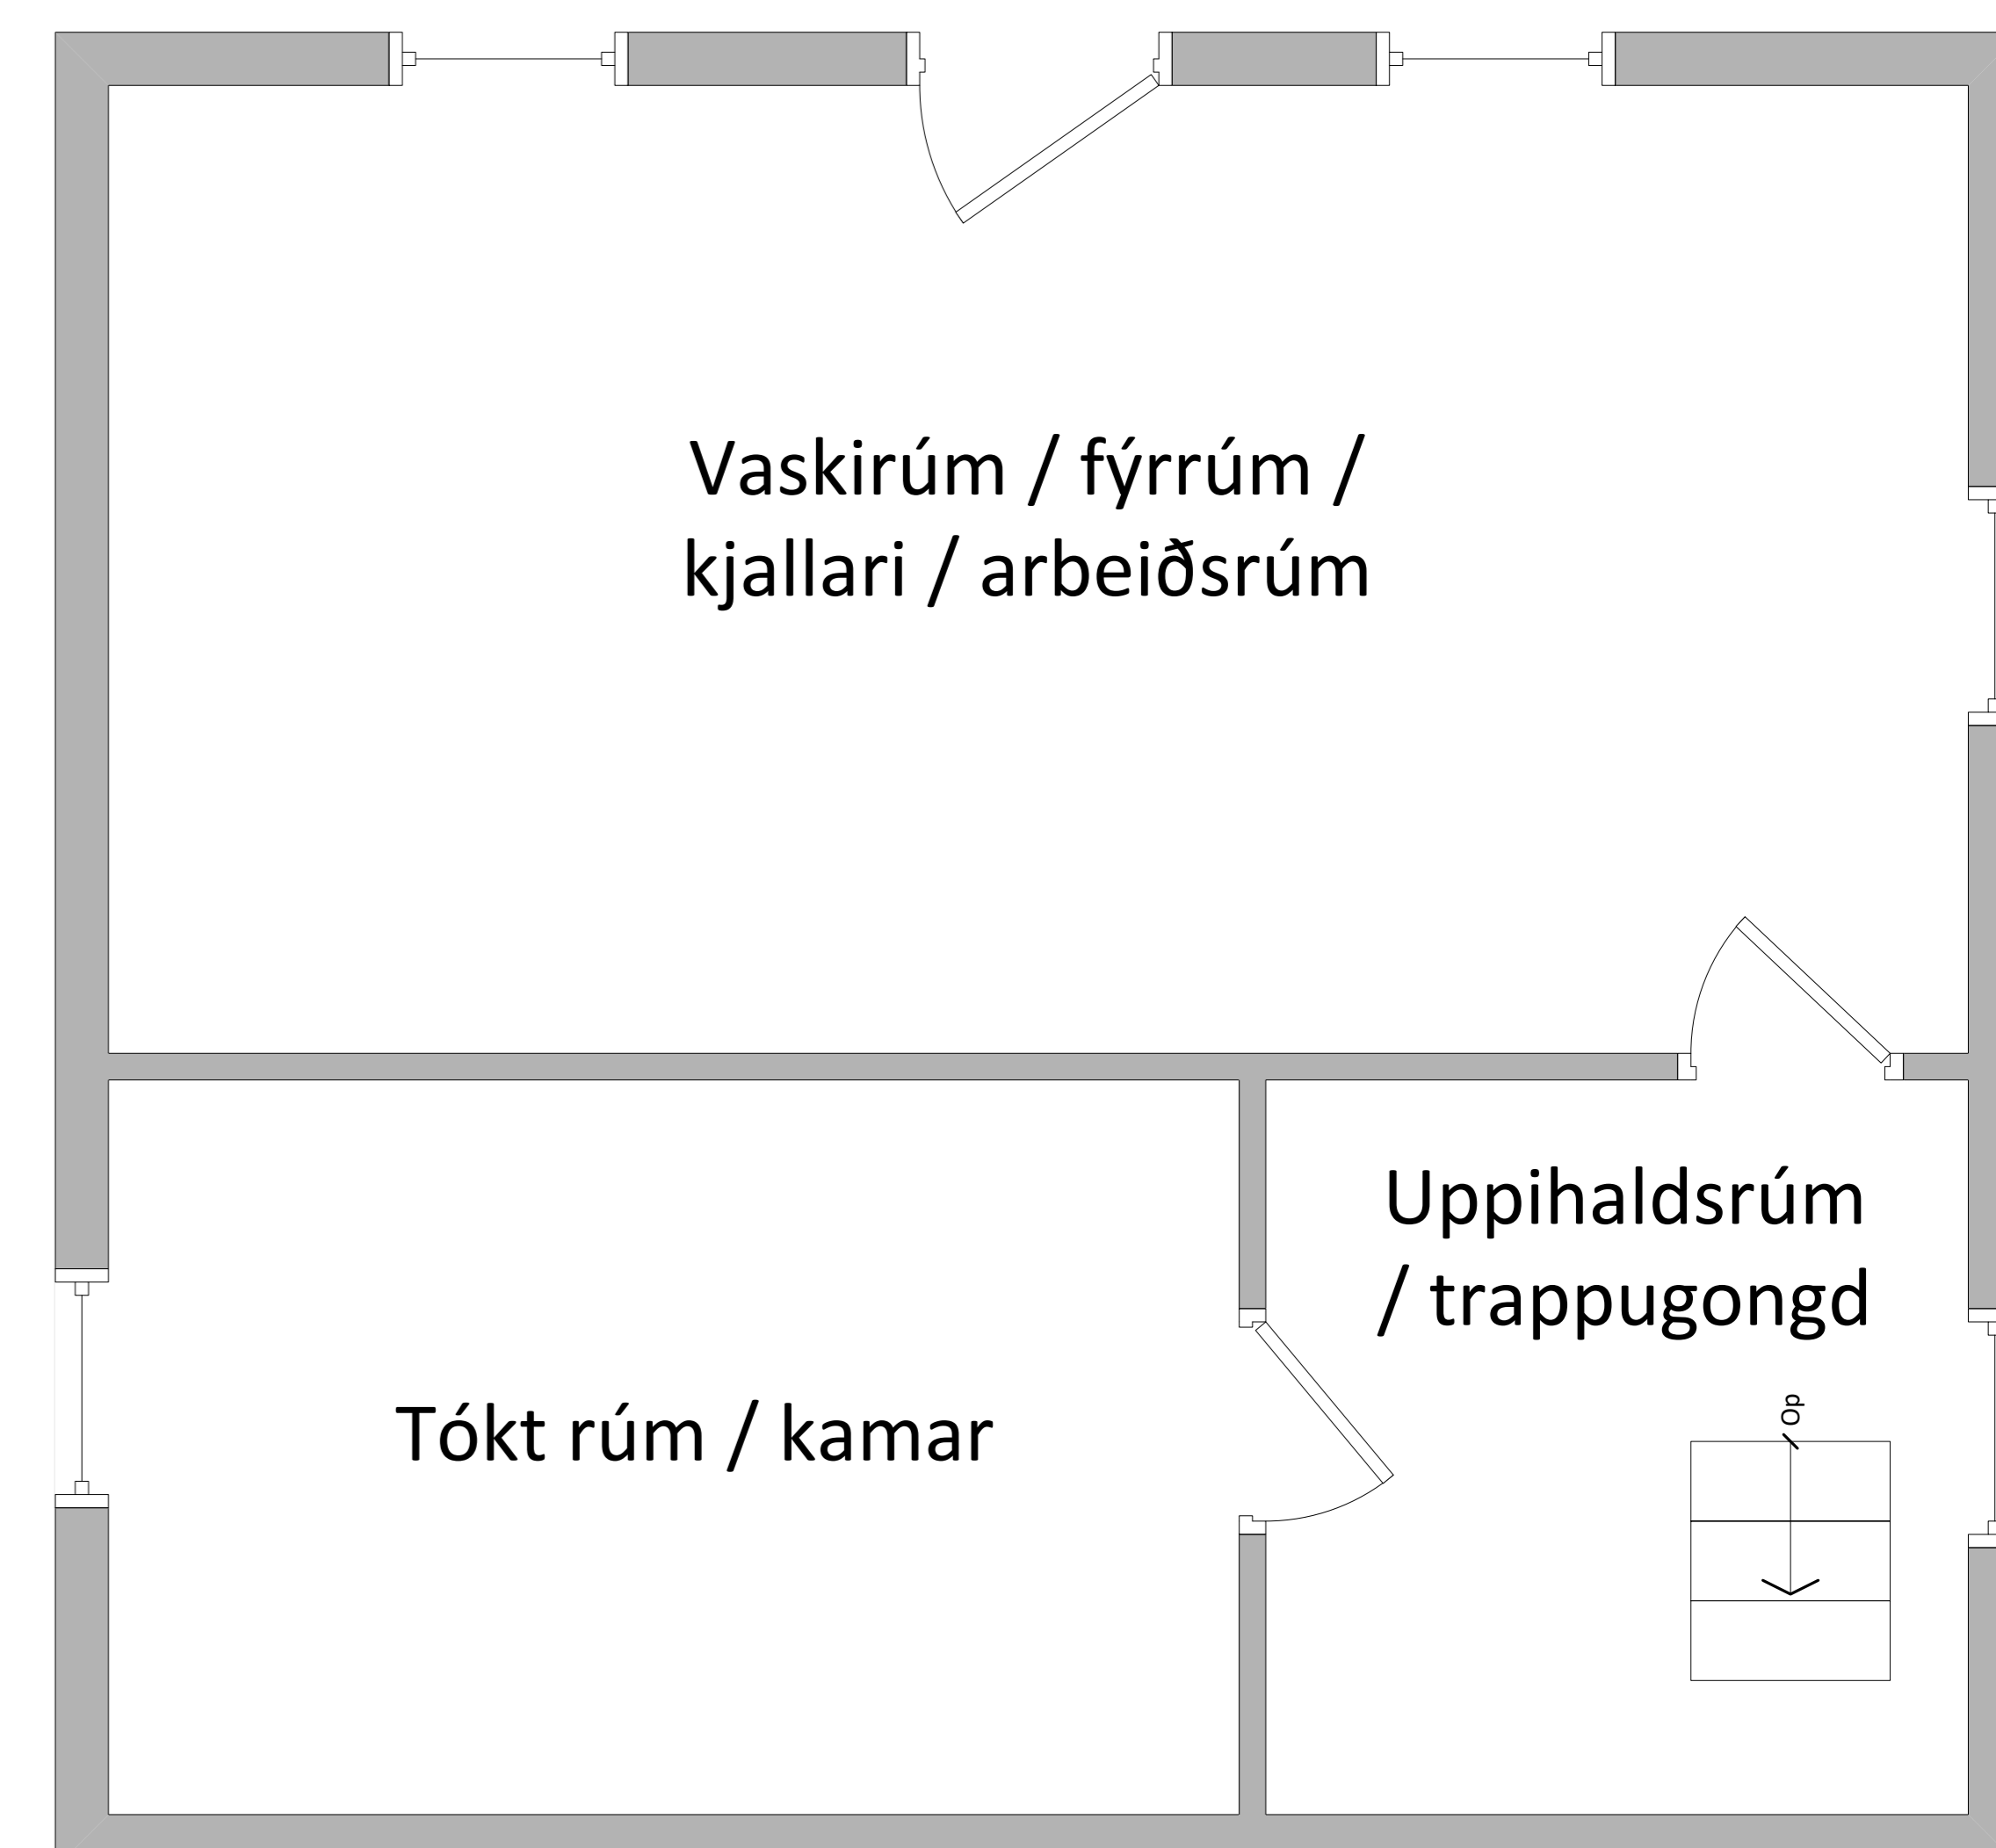 Vaskirúm / fýrrúm /
kjallari / arbeiðsrúm
Uppihaldsrúm
/ trappugongd
Tókt rúm / kamar
Op